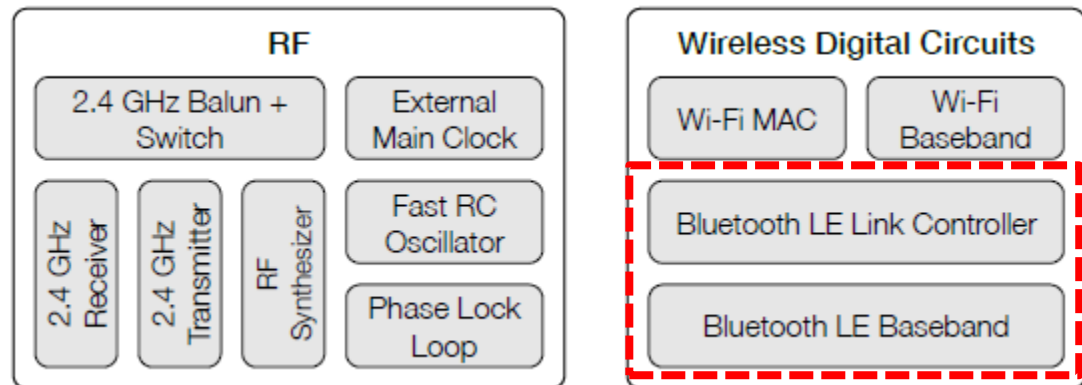 RF
2.4 GHz Balun +
Switch
External
Main Clock
2.4 GHz
Receiver
2.4 GHz
Transmitter
RF
Synthesizer
Fast RC
Oscillator
Phase Lock
Loop
Wireless Digital Circuits
Wi-Fi MAC
Wi-Fi
Baseband
Bluetooth LE Link Controller
Bluetooth LE Baseband